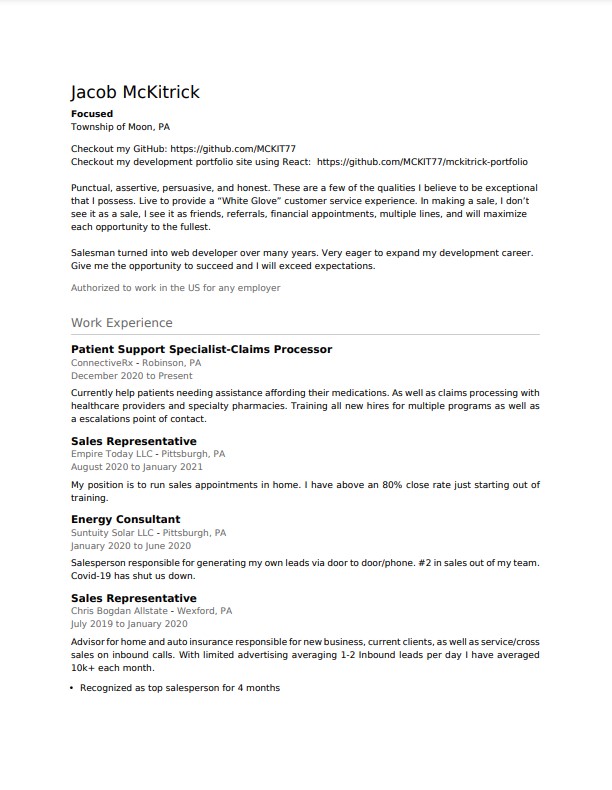 Jacob McKitrick
Focused
Township of Moon, PA
Checkout my GitHub: https://github.com/MCKIT77
Checkout my development portfolio site using React:  https://github.com/MCKIT77/mckitrick-portfolio
Punctual, assertive, persuasive, and honest. These are a few of the qualities I believe to be exceptional
that I possess. Live to provide a “White Glove” customer service experience. In making a sale, I don’t
see it as a sale, I see it as friends, referrals, financial appointments, multiple lines, and will maximize
each opportunity to the fullest.
Salesman turned into web developer over many years. Very eager to expand my development career.
Give me the opportunity to succeed and I will exceed expectations.
Authorized to work in the US for any employer
Work Experience
Patient Support Specialist-Claims Processor
ConnectiveRx - Robinson, PA
December 2020 to Present
Currently help patients needing assistance affording their medications. As well as claims processing with
healthcare providers and specialty pharmacies. Training all new hires for multiple programs as well as
a escalations point of contact.
Sales Representative
Empire Today LLC - Pittsburgh, PA
August 2020 to January 2021
My position is to run sales appointments in home. I have above an 80% close rate just starting out of
training.
Energy Consultant
Suntuity Solar LLC - Pittsburgh, PA
January 2020 to June 2020
Salesperson responsible for generating my own leads via door to door/phone. #2 in sales out of my team.
Covid-19 has shut us down.
Sales Representative
Chris Bogdan Allstate - Wexford, PA
July 2019 to January 2020
Advisor for home and auto insurance responsible for new business, current clients, as well as service/cross
sales on inbound calls. With limited advertising averaging 1-2 Inbound leads per day I have averaged
10k+ each month.
• Recognized as top salesperson for 4 months